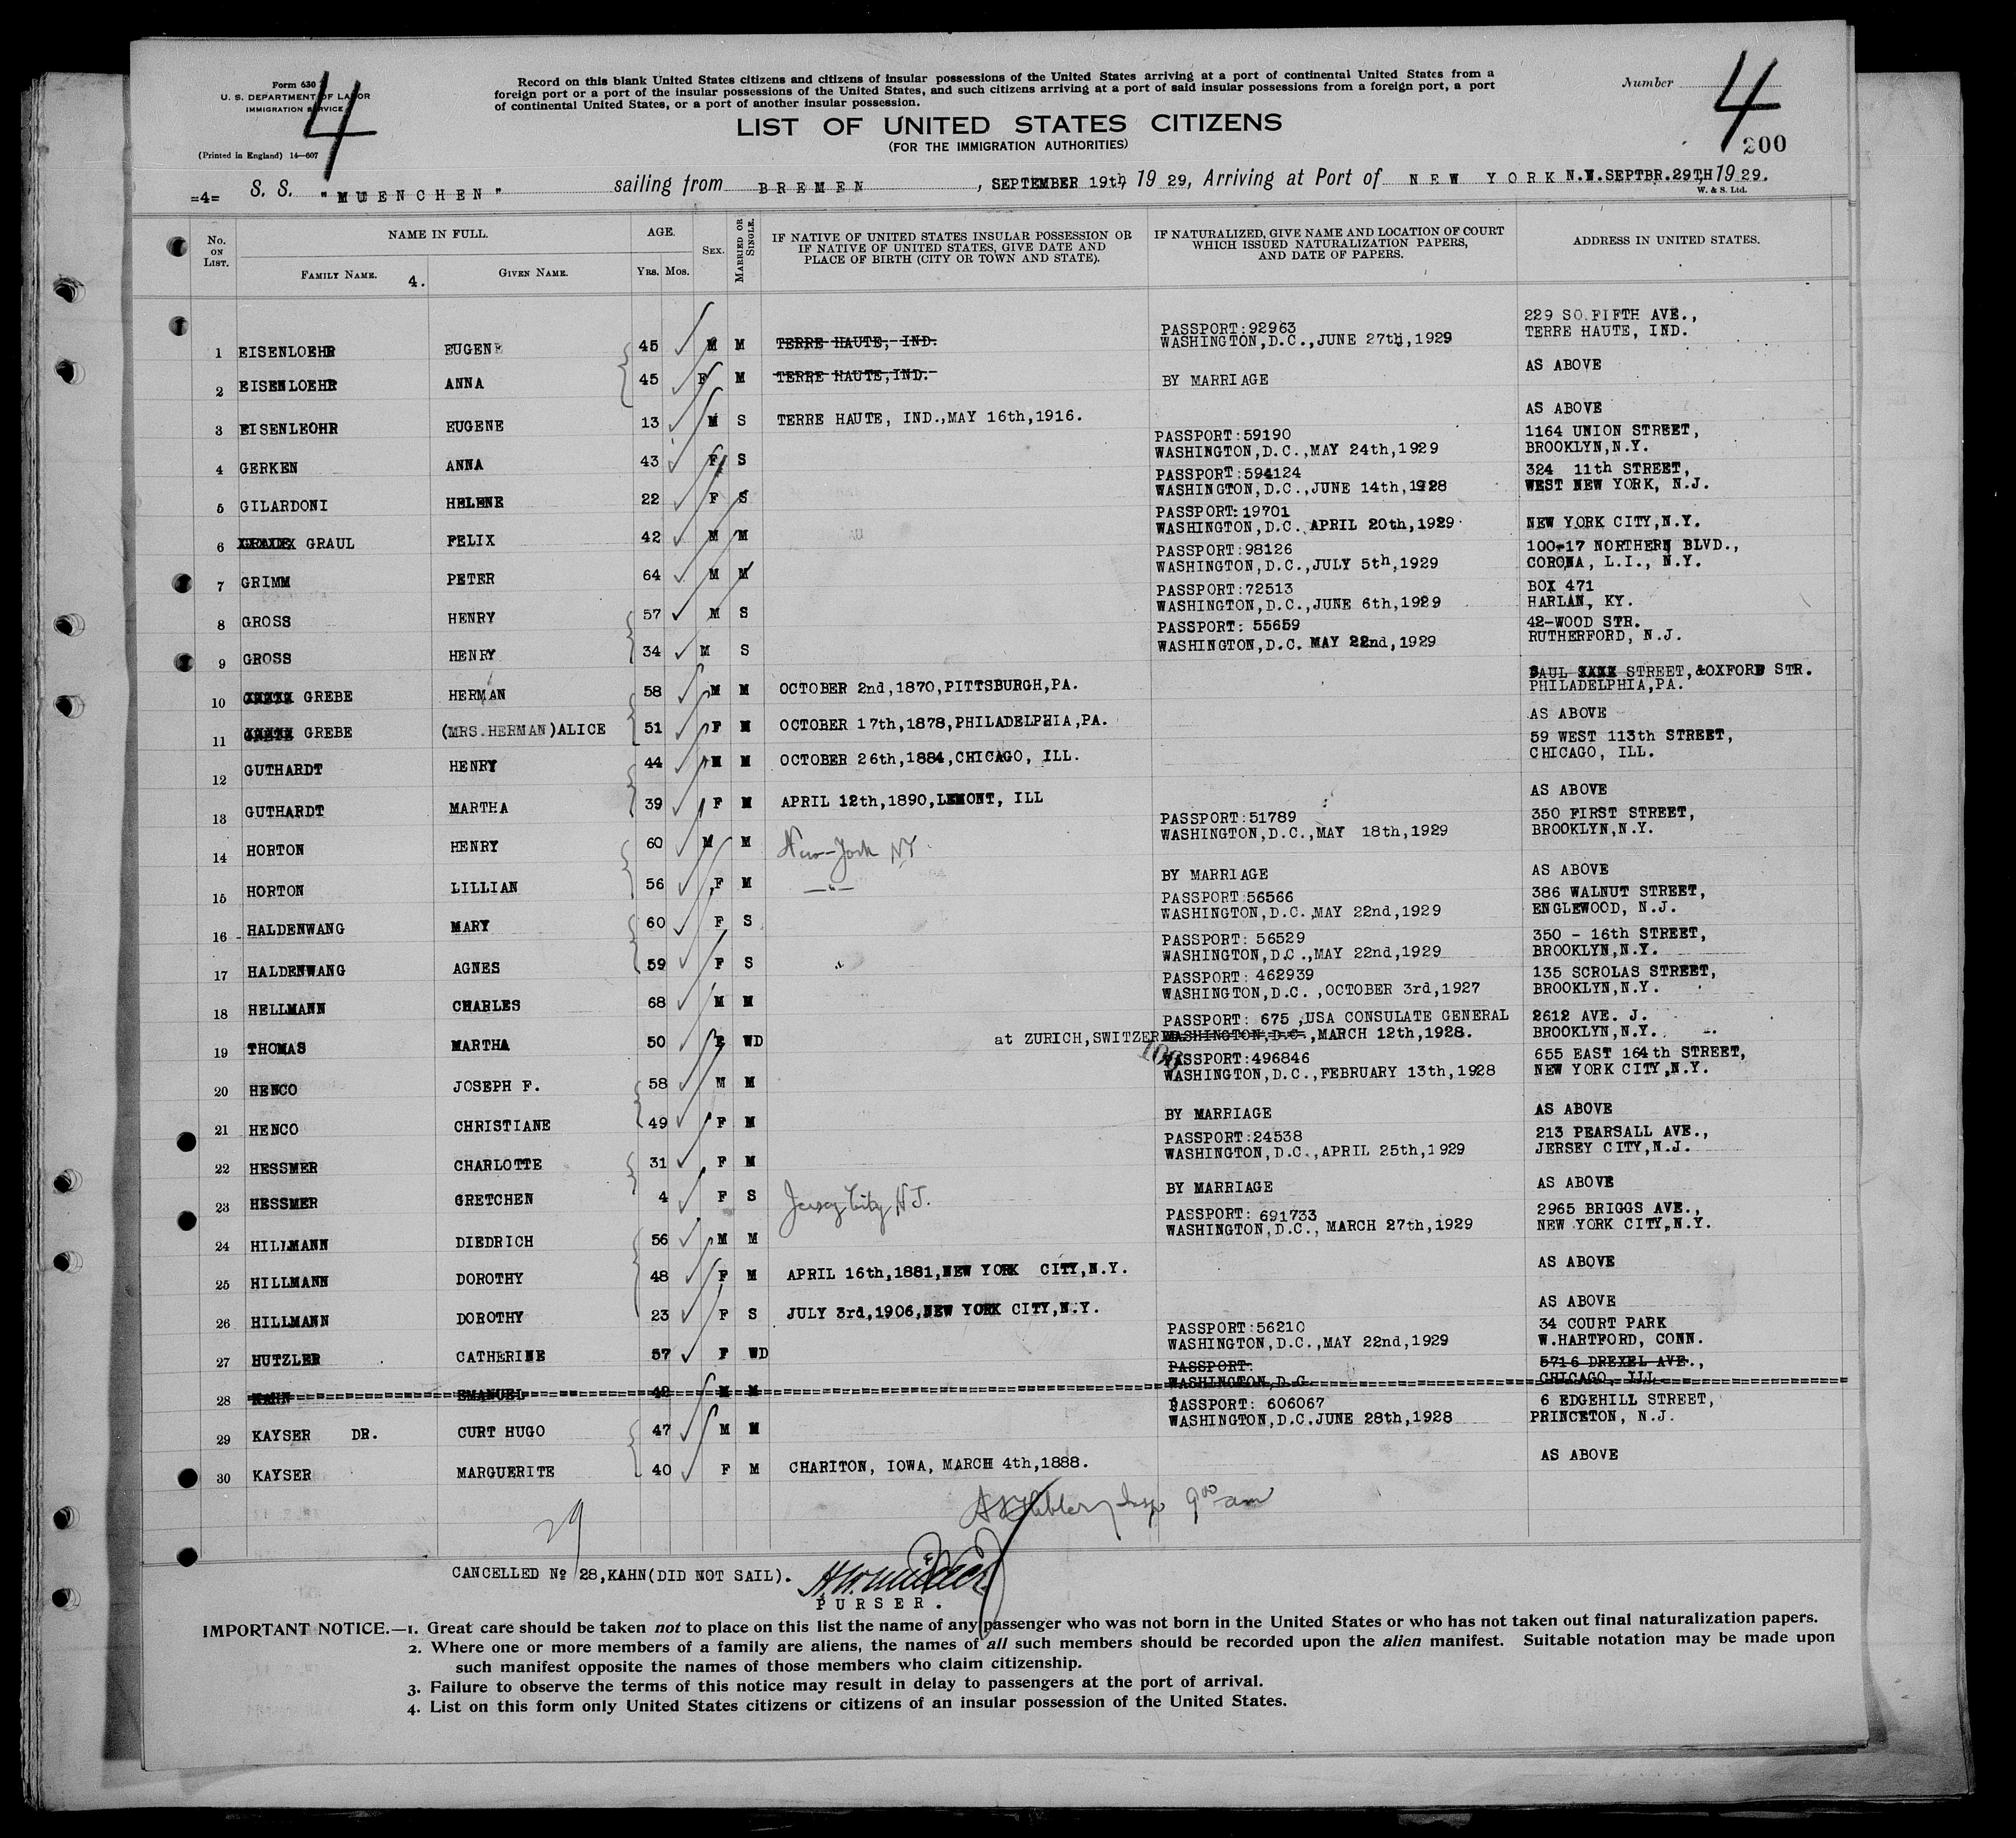 Form 630
U. S. DEPARTMENT OF LABOR
IMMIGRATION SERVICE
(Printed in England) 14—607
4
Record on this blank United States citizens and citizens of insular possessions of the United States arriving at a port of continental United States from a
foreign port or a port of the insular possessions of the United States, and such citizens arriving at a port of said insular possessions from a foreign port, a port
of continental United States, or a port of another insular possession.
Number 4
200
LIST OF UNITED STATES CITIZENS
(FOR THE IMMIGRATION AUTHORITIES)
=4= S. S. "MUENCHEN" sailing from BREMEN, SEPTEMBER 19th, 19 29, Arriving at Port of NEW YORK N.Y. SEPTBR.29TH 19 29.
W. & S. Ltd.
No. ON LIST. NAME IN FULL. AGE. SEX. MARRIED OR SINGLE. IF NATIVE OF UNITED STATES INSULAR POSSESSION OR IF NATIVE OF UNITED STATES, GIVE DATE AND PLACE OF BIRTH (CITY OR TOWN AND STATE). IF NATURALIZED, GIVE NAME AND LOCATION OF COURT WHICH ISSUED NATURALIZATION PAPERS, AND DATE OF PAPERS. ADDRESS IN UNITED STATES.
FAMILY NAME. 4. GIVEN NAME. YRS. MOS.
1 EISENLOEHR EUGENE 45 M M TERRE HAUTE, IND. PASSPORT:92963 WASHINGTON,D.C.,JUNE 27th,1929 229 SO.FIFTH AVE., TERRE HAUTE, IND.
2 EISENLOEHR ANNA 45 F M TERRE HAUTE,IND. BY MARRIAGE AS ABOVE
3 EISENLEOHR EUGENE 13 M S TERRE HAUTE, IND.,MAY 16th,1916. AS ABOVE
4 GERKEN ANNA 43 F S PASSPORT:59190 WASHINGTON,D.C.,MAY 24th,1929 1164 UNION STREET, BROOKLYN,N.Y.
5 GILARDONI HELENE 22 F S PASSPORT:594124 WASHINGTON,D.C.,JUNE 14th,1928 324 11th STREET, WEST NEW YORK, N.J.
6 GRAUL FELIX 42 M M PASSPORT:19701 WASHINGTON,D.C. APRIL 20th,1929 NEW YORK CITY,N.Y.
7 GRIMM PETER 64 M M PASSPORT:98126 WASHINGTON,D.C.,JULY 5th,1929 100-17 NORTHERN BLVD., CORONA, L.I., N.Y.
8 GROSS HENRY 57 M S PASSPORT:72513 WASHINGTON,D.C.,JUNE 6th,1929 BOX 471 HARLAN, KY.
9 GROSS HENRY 34 M S PASSPORT: 55659 WASHINGTON,D.C. MAY 22nd,1929 42-WOOD STR. RUTHERFORD, N.J.
10 GREBE HERMAN 58 M M OCTOBER 2nd,1870,PITTSBURGH,PA. PAUL STREET,&OXFORD STR. PHILADELPHIA,PA.
11 GREBE (MRS.HERMAN)ALICE 51 F M OCTOBER 17th,1878,PHILADELPHIA,PA. AS ABOVE
12 GUTHARDT HENRY 44 M M OCTOBER 26th,1884,CHICAGO, ILL. 59 WEST 113th STREET, CHICAGO, ILL.
13 GUTHARDT MARTHA 39 F M APRIL 12th,1890,LEMONT, ILL AS ABOVE
14 HORTON HENRY 60 M M New-York NY. PASSPORT:51789 WASHINGTON,D.C.,MAY 18th,1929 350 FIRST STREET, BROOKLYN,N.Y.
15 HORTON LILLIAN 56 F M —"— BY MARRIAGE AS ABOVE
16 HALDENWANG MARY 60 F S PASSPORT:56566 WASHINGTON,D.C.,MAY 22nd,1929 386 WALNUT STREET, ENGLEWOOD, N.J.
17 HALDENWANG AGNES 59 F S PASSPORT: 56529 WASHINGTON,D.C.,MAY 22nd,1929 350 - 16th STREET, BROOKLYN,N.Y.
18 HELLMANN CHARLES 68 M M PASSPORT: 462939 WASHINGTON,D.C. ,OCTOBER 3rd,1927 135 SCROLAS STREET, BROOKLYN,N.Y.
19 THOMAS MARTHA 50 F WD PASSPORT: 675 ,USA CONSULATE GENERAL at ZURICH,SWITZER WASHINGTON,D.C.,MARCH 12th,1928. 2612 AVE. J. BROOKLYN,N.Y.
20 HENCO JOSEPH F. 58 M M PASSPORT:496846 WASHINGTON,D.C.,FEBRUARY 13th,1928 655 EAST 164th STREET, NEW YORK CITY,N.Y.
21 HENCO CHRISTIANE 49 F M BY MARRIAGE AS ABOVE
22 HESSMER CHARLOTTE 31 F M PASSPORT:24538 WASHINGTON,D.C.,APRIL 25th,1929 213 PEARSALL AVE., JERSEY CITY,N.J.
23 HESSMER GRETCHEN 4 F S Jersey City N.J. BY MARRIAGE AS ABOVE
24 HILLMANN DIEDRICH 56 M M PASSPORT: 691733 WASHINGTON,D.C., MARCH 27th,1929 2965 BRIGGS AVE., NEW YORK CITY,N.Y.
25 HILLMANN DOROTHY 48 F M APRIL 16th,1881,NEW YORK CITY,N.Y. AS ABOVE
26 HILLMANN DOROTHY 23 F S JULY 3rd,1906,NEW YORK CITY,N.Y. AS ABOVE
27 HUTZLER CATHERINE 57 F WD PASSPORT:56210 WASHINGTON,D.C.,MAY 22nd,1929 34 COURT PARK W.HARTFORD, CONN.
28 KAHN EMANUEL 42 M M PASSPORT: WASHINGTON,D.C. 5716 DREXEL AVE., CHICAGO, ILL
29 KAYSER DR. CURT HUGO 47 M M PASSPORT: 606067 WASHINGTON,D.C.JUNE 28th,1928 6 EDGEHILL STREET, PRINCETON, N.J.
30 KAYSER MARGUERITE 40 F M CHARITON, IOWA, MARCH 4th,1888. AS ABOVE
29
9 00 am
CANCELLED No 28,KAHN(DID NOT SAIL).
PURSER.
IMPORTANT NOTICE.—1. Great care should be taken not to place on this list the name of any passenger who was not born in the United States or who has not taken out final naturalization papers.
2. Where one or more members of a family are aliens, the names of all such members should be recorded upon the alien manifest. Suitable notation may be made upon
such manifest opposite the names of those members who claim citizenship.
3. Failure to observe the terms of this notice may result in delay to passengers at the port of arrival.
4. List on this form only United States citizens or citizens of an insular possession of the United States.